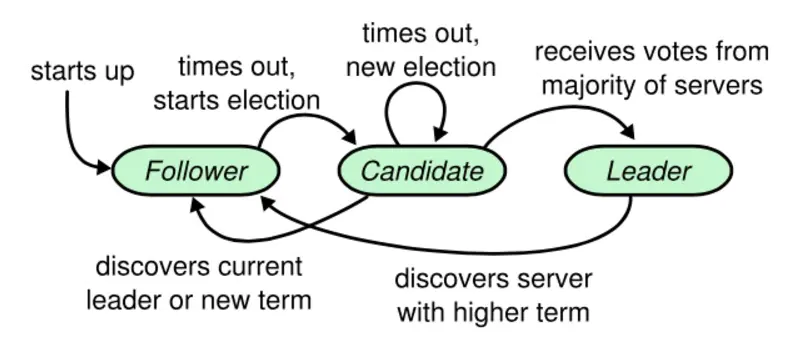 times out,
new election
receives votes from
majority of servers
starts up
times out,
starts election
Follower
Candidate
Leader
discovers current
leader or new term
discovers server
with higher term